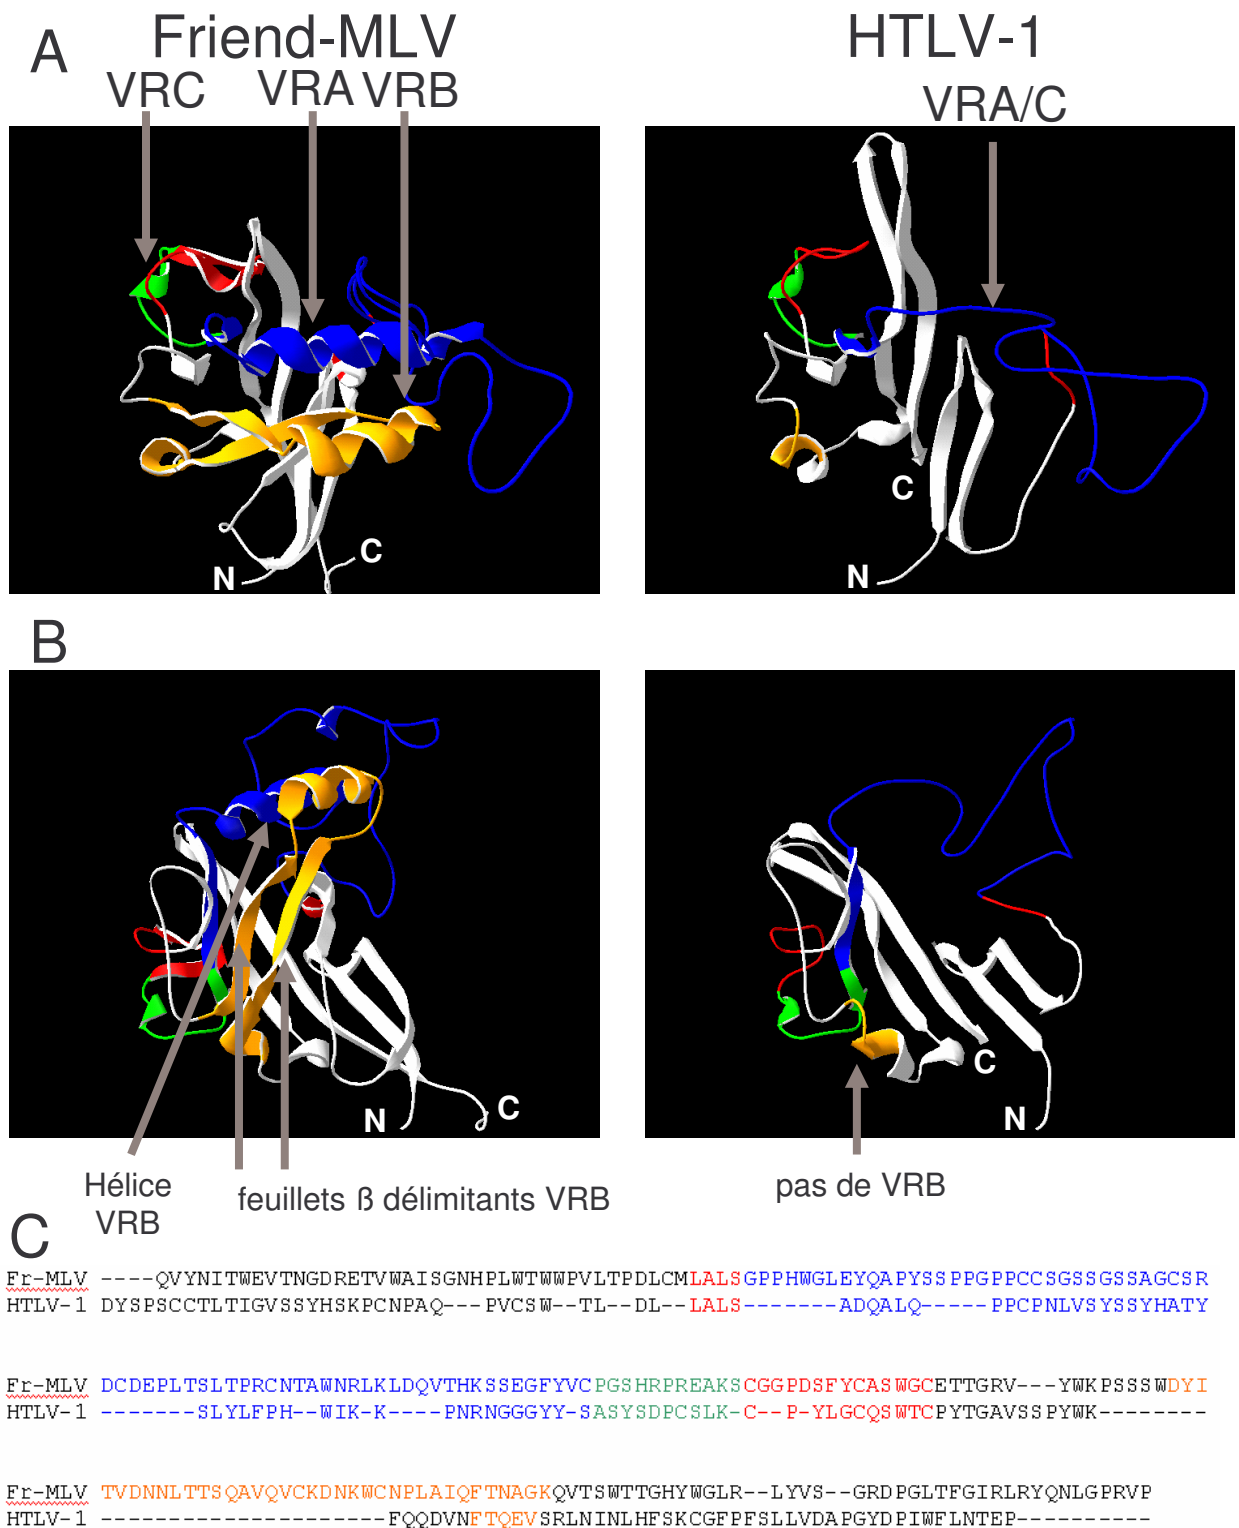 A
Friend-MLV
HTLV-1
VRC
VRA
VRB
VRA/C
N
C
C
N
B
N
C
C
N
Hélice
VRB
feuillets ß délimitants VRB
pas de VRB
C
Fr-MLV ----QVYNITWEVTNGDRETVWAISGNHPLWTWWPVLTPDLCMLALSGPPHWGLEYQAPYSSPPGPPCCSGSSGSSAGCSR
HTLV-1 DYSPSCCTLTIGVSSYHSKPCNPAQ---PVCSW--TL--DL--LALS-------ADQALQ-----PPCPNLVSYSSYHATY
Fr-MLV DCDEPLTSLTPRCNTAWNRLKLDQVTHKSSEGFYVCPGSHRPREAKSCGGPDSFYCASWGCETTGRV---YWKPSSSWDYI
HTLV-1 -------SLYLFPH--WIK-K----PNRNGGGYY-SASYSDPCSLK-C--P-YLGCQSWTCPYTGAVSSPYWK--------
Fr-MLV TVDNNLTTSQAVQVCKDNKWCNPLAIQFTNAGKQVTSWTTGHYWGLR--LYVS--GRDPGLTFGIRLRYQNLGPRVP
HTLV-1 ---------------------FQQDVNFTQEVSRLNINLHFSKCGFPFSLLVDAPGYDPIWFLNTEP----------